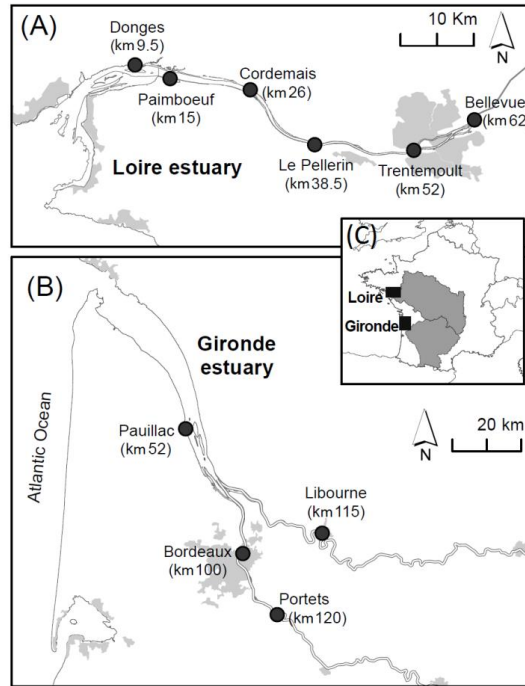 (A)
10 Km
N
Donges
(km 9.5)
Paimboeuf
(km 15)
Cordemais
(km 26)
Bellevue
(km 62)
Le Pellerin
(km 38.5)
Trentemoult
(km 52)
Loire estuary
(C)
Loire
Gironde
(B)
Gironde
estuary
20 km
N
Atlantic Ocean
Pauillac
(km 52)
Libourne
(km 115)
Bordeaux
(km 100)
Portets
(km 120)